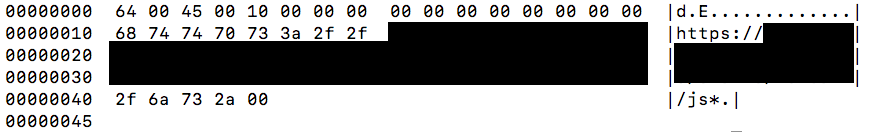 00000000 64 00 45 00 10 00 00 00 00 00 00 00 00 00 00 00 |d.E.............|
00000010 68 74 74 70 73 3a 2f 2f |https://
00000020 |
00000030 |
00000040 2f 6a 73 2a 00 |/js*.|
00000045